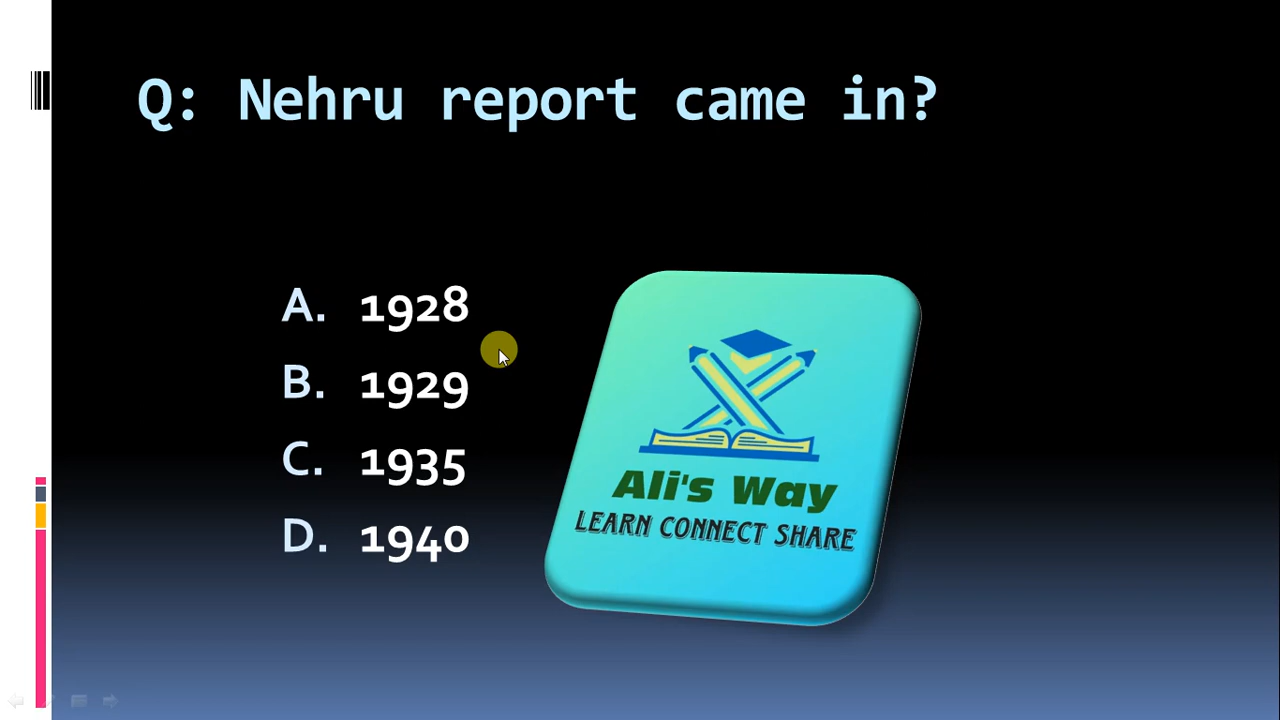 Q: Nehru report came in?
A. 1928
B. 1929
C. 1935
D. 1940
Ali's Way
LEARN CONNECT SHARE